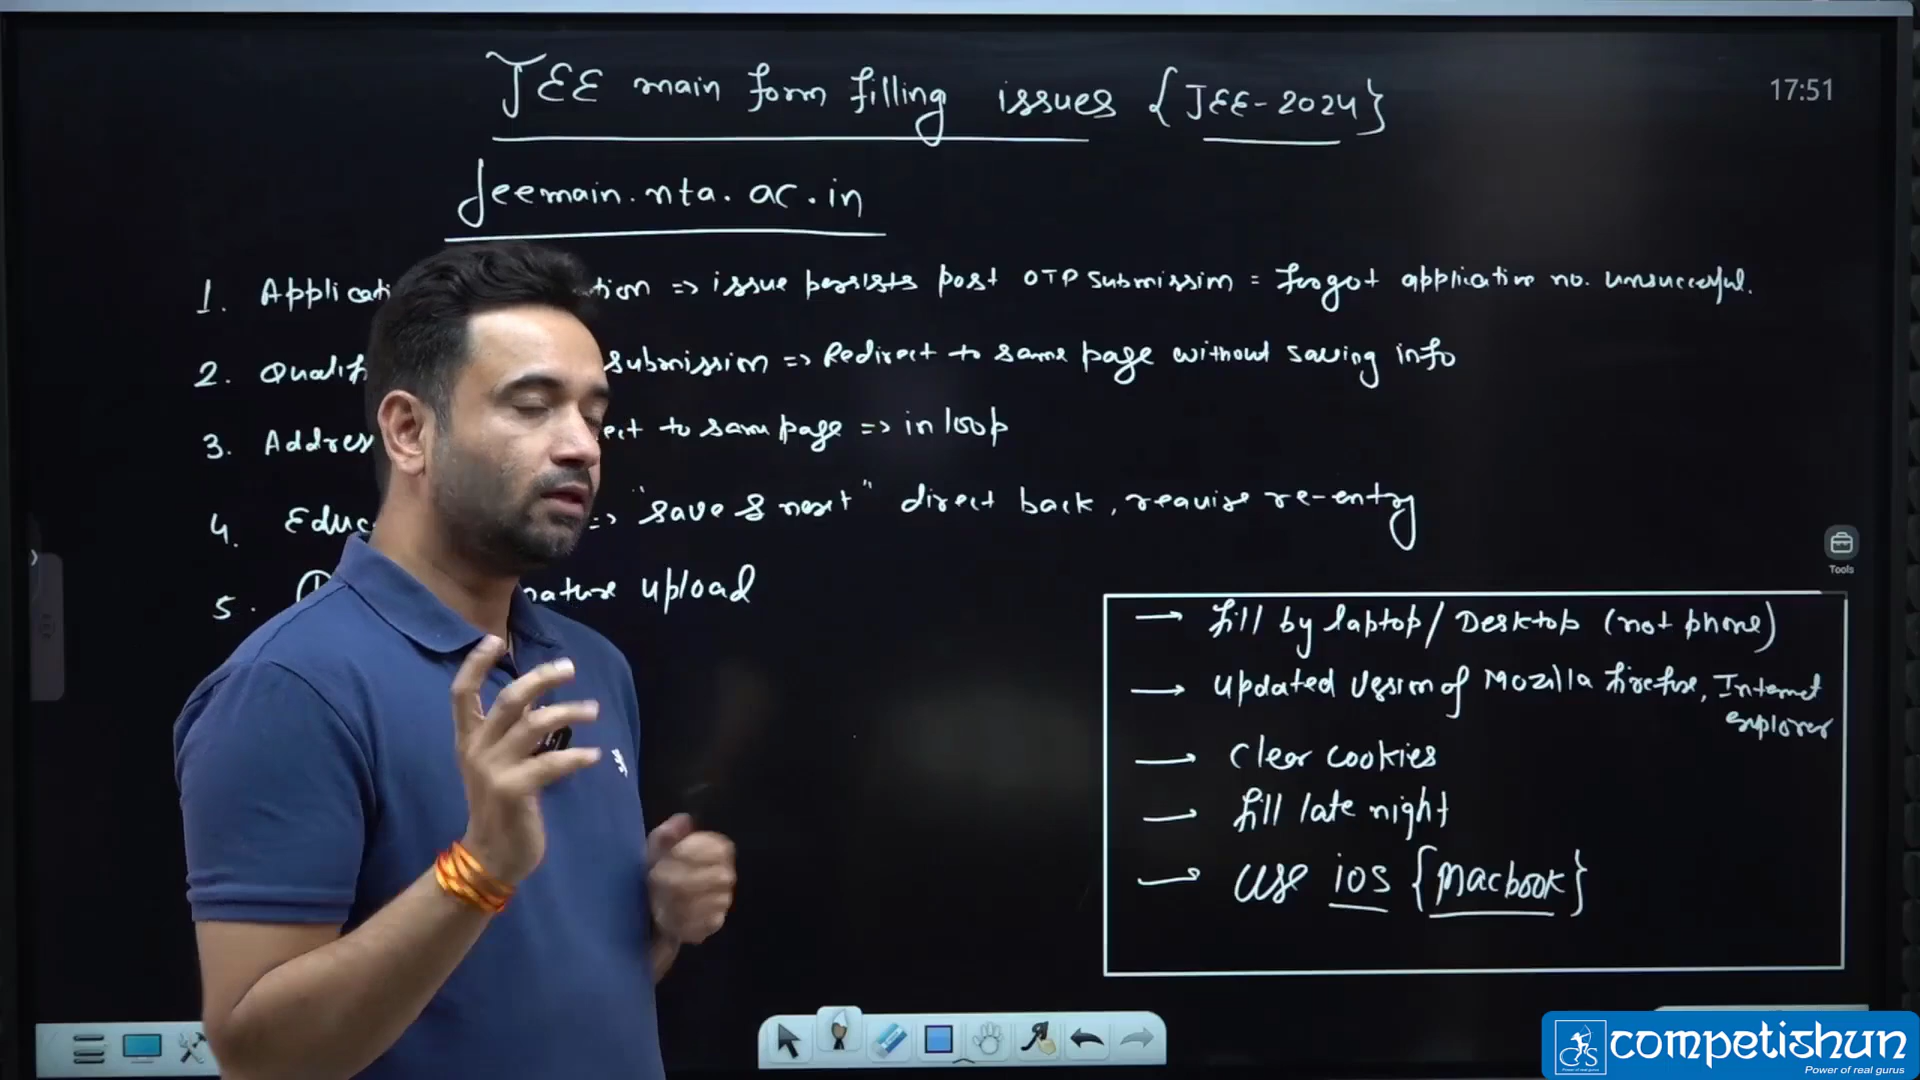 JEE main form filling issues {JEE-2024}
17:51
Jeemain.nta.ac.in
1. Applicati tion => issue persists post OTP submission = forgot application no. unsuccessful.
2. Qualif submission => Redirect to same page without saving info
3. Addres ect to same page => in loop
4. Educ => "save & next" direct back, require re-entry
5. nature upload
Tools
→ fill by laptop/Desktop (not phone)
→ updated version of Mozilla firefox, Internet
explorer
→ clear cookies
→ fill late night
→ use ios {Macbook}
competishun
Power of real gurus